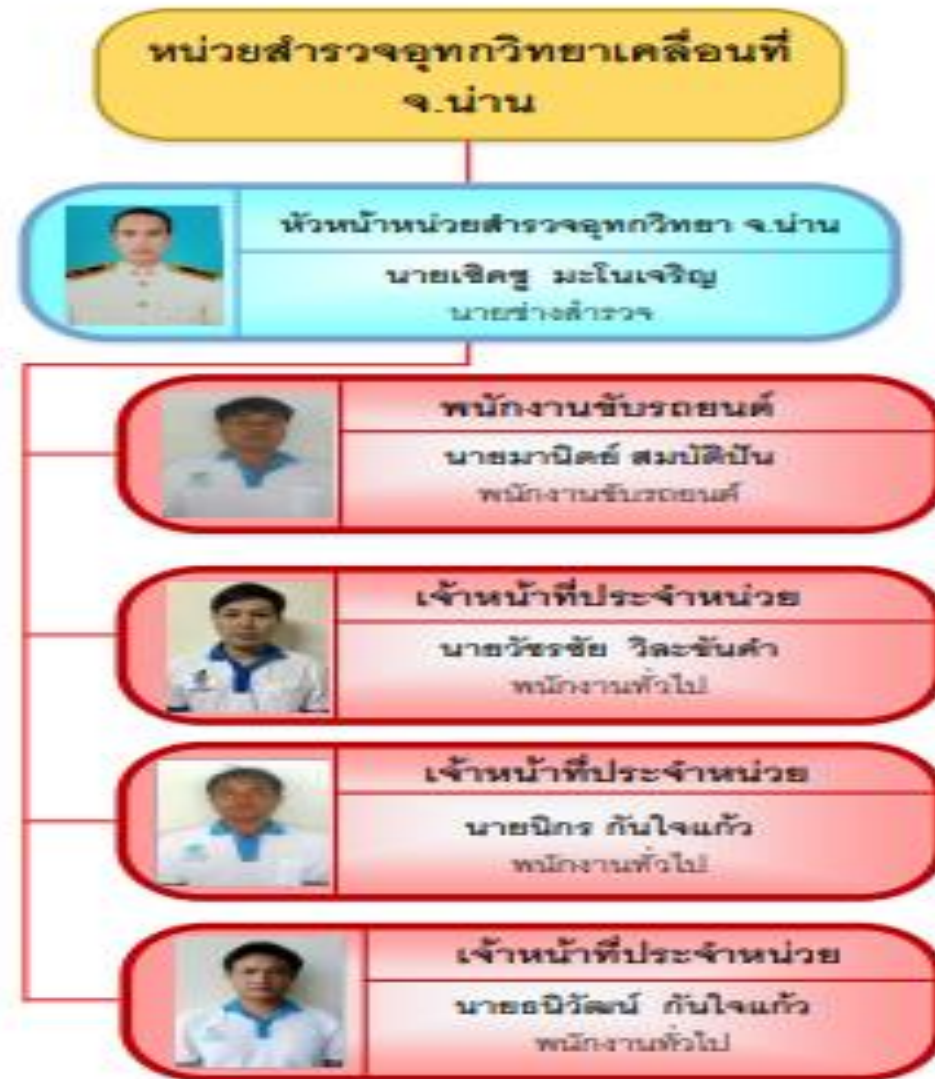 หน่วยสำรวจอุทกวิทยาเคลื่อนที่
จ.น่าน
หัวหน้าหน่วยสำรวจอุทกวิทยา จ.น่าน
นายเชิดชู มะโนเจริญ
นายช่างสำรวจ
พนักงานขับรถยนต์
นายมานิตย์ สมบัติปัน
พนักงานขับรถยนต์
เจ้าหน้าที่ประจำหน่วย
นายวัชรชัย วิละขันคำ
พนักงานทั่วไป
เจ้าหน้าที่ประจำหน่วย
นายนิกร กันใจแก้ว
พนักงานทั่วไป
เจ้าหน้าที่ประจำหน่วย
นายธนิวัฒน์ กันใจแก้ว
พนักงานทั่วไป